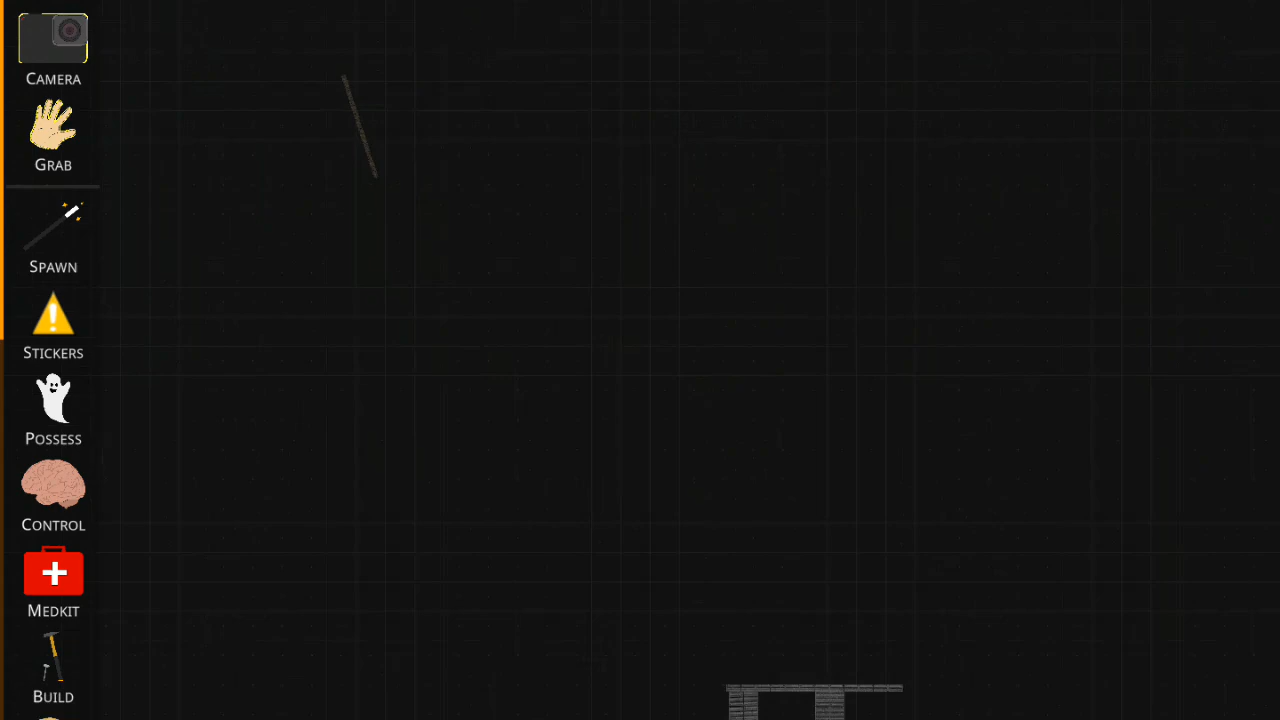 CAMERA
GRAB
SPAWN
STICKERS
POSSESS
CONTROL
MEDKIT
BUILD